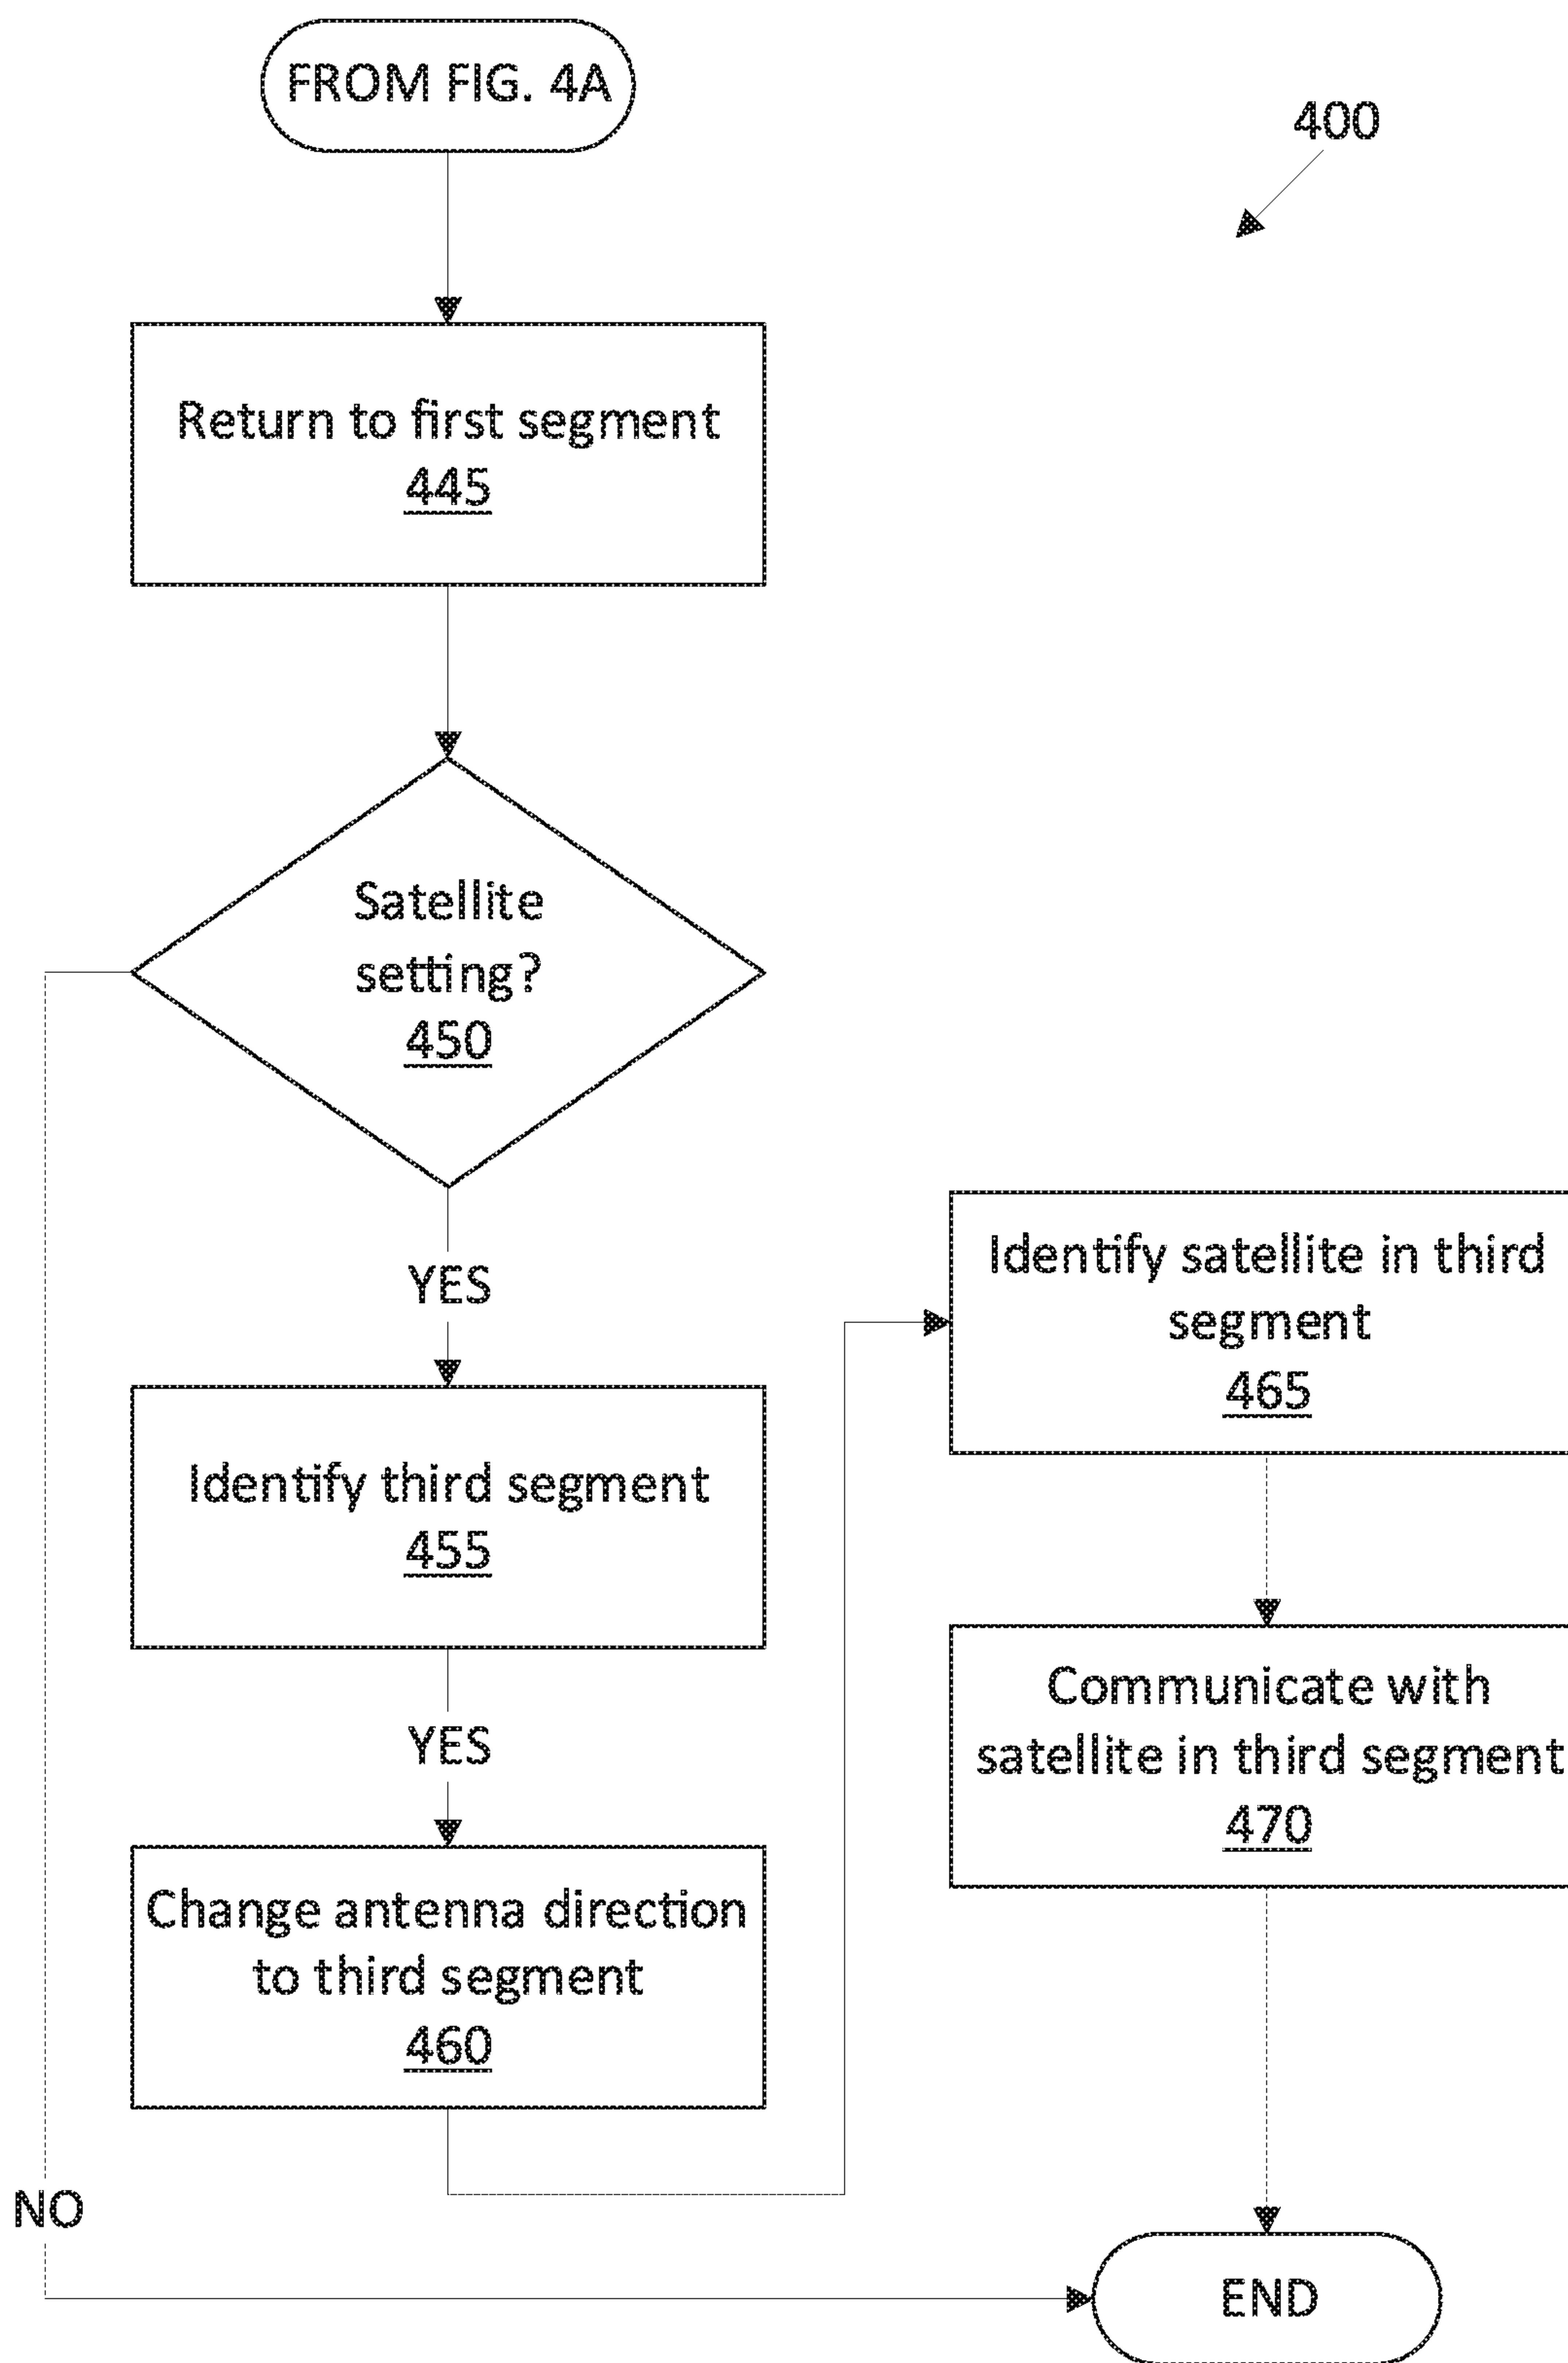 FROM FIG. 4A
400
Return to first segment
445
Satellite
setting?
450
YES
Identify third segment
455
YES
Change antenna direction
to third segment
460
NO
Identify satellite in third
segment
465
Communicate with
satellite in third segment
470
END